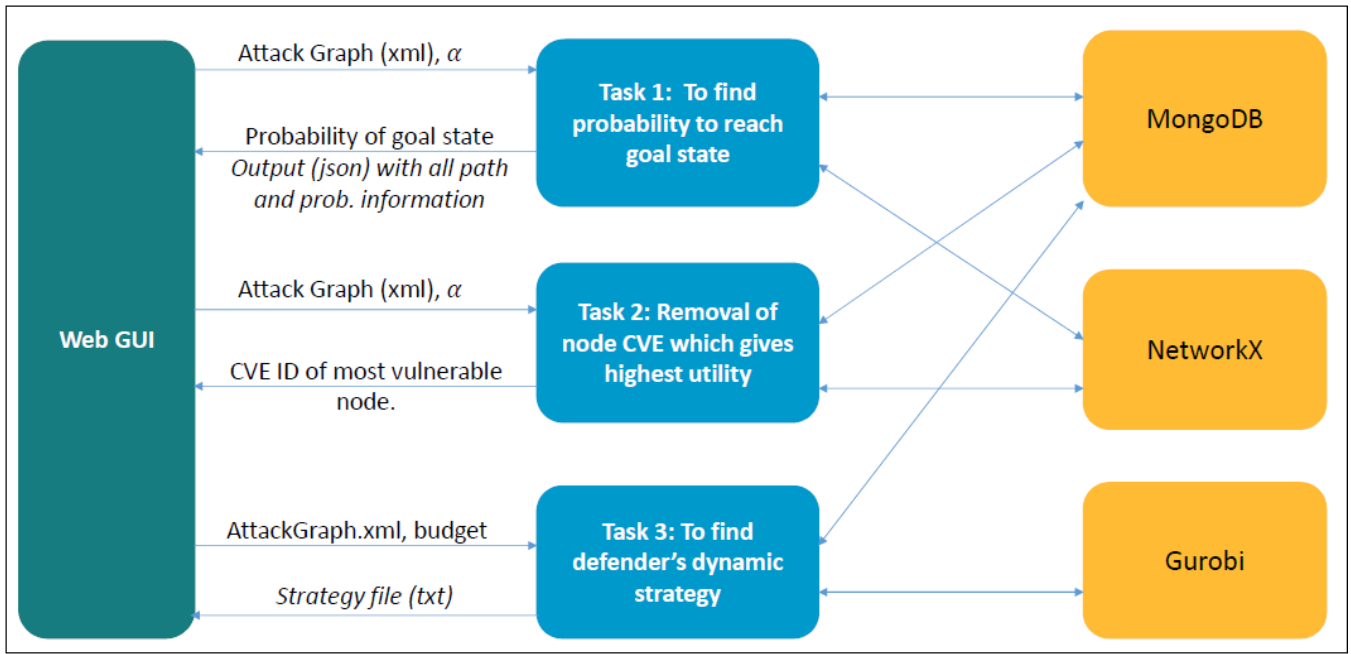 Web GUI
Attack Graph (xml), α
Probability of goal state
Output (json) with all path
and prob. information
Attack Graph (xml), α
CVE ID of most vulnerable
node.
AttackGraph.xml, budget
Strategy file (txt)
Task 1:  To find
probability to reach
goal state
Task 2: Removal of
node CVE which gives
highest utility
Task 3: To find
defender’s dynamic
strategy
MongoDB
NetworkX
Gurobi